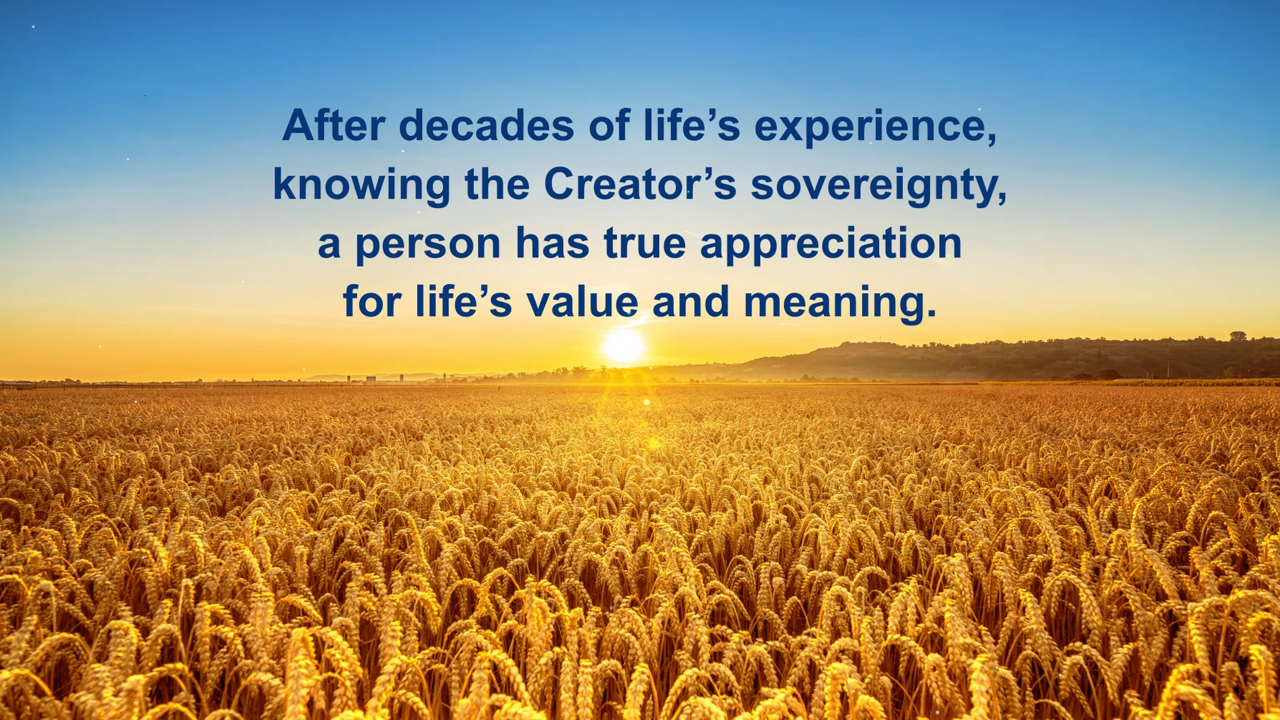 After decades of life’s experience,
knowing the Creator’s sovereignty,
a person has true appreciation
for life’s value and meaning.